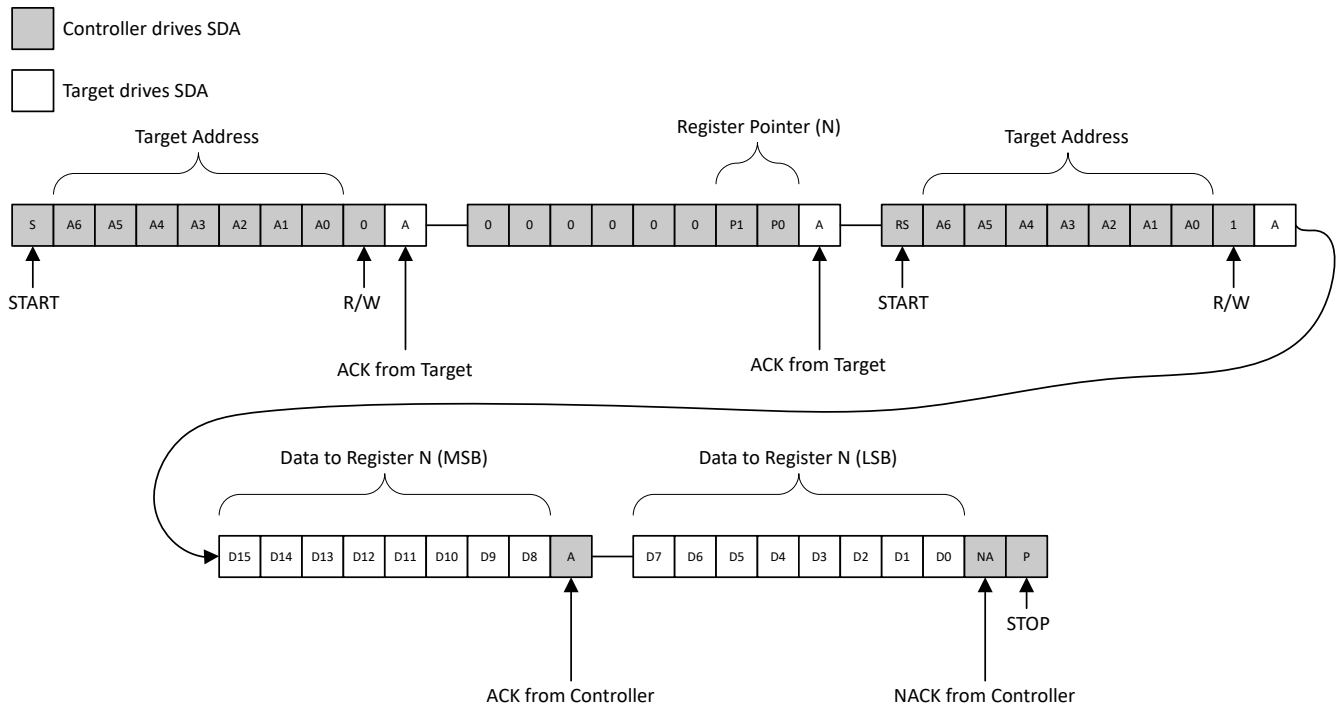 Controller drives SDA
Target drives SDA
Target Address
Register Pointer (N)
Target Address
S A6 A5 A4 A3 A2 A1 A0 0 A 0 0 0 0 0 0 P1 P0 A RS A6 A5 A4 A3 A2 A1 A0 1 A
START R/W START R/W
ACK from Target ACK from Target
Data to Register N (MSB) Data to Register N (LSB)
D15 D14 D13 D12 D11 D10 D9 D8 A D7 D6 D5 D4 D3 D2 D1 D0 NA P
STOP
ACK from Controller NACK from Controller